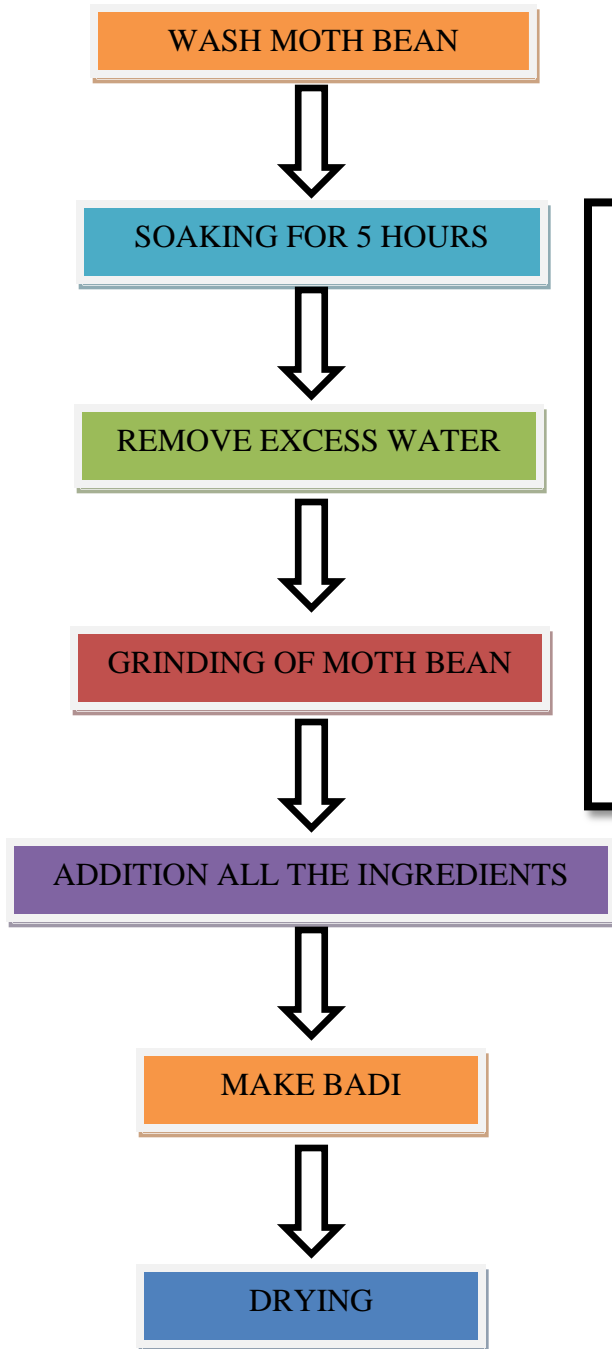 WASH MOTH BEAN
SOAKING FOR 5 HOURS
REMOVE EXCESS WATER
GRINDING OF MOTH BEAN
ADDITION ALL THE INGREDIENTS
MAKE BADI
DRYING